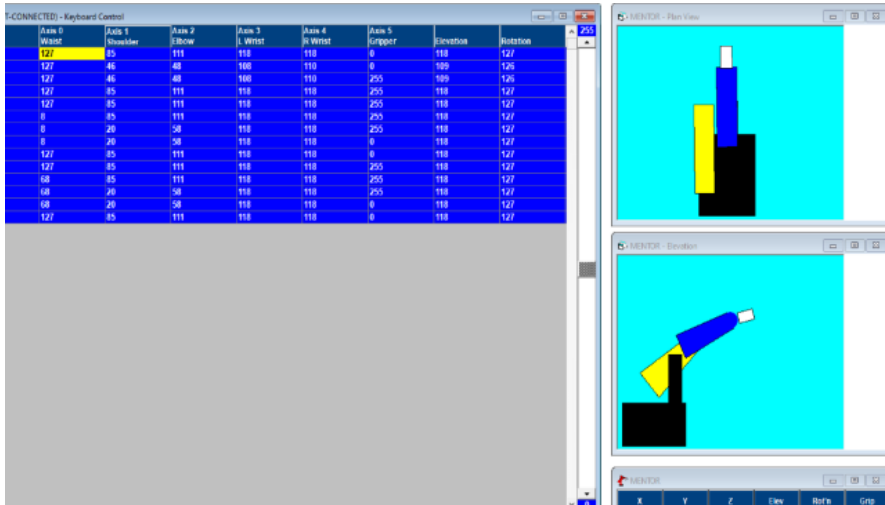 T-CONNECTED) - Keyboard Control
Axis 0 Axis 1 Axis 2 Axis 3 Axis 4 Axis 5
Waist Shoulder Elbow L Wrist R Wrist Gripper Elevation Rotation
127 85 111 118 118 0 118 127
127 46 48 108 110 0 109 126
127 46 48 108 110 255 109 126
127 85 111 118 118 255 118 127
127 85 111 118 118 0 118 127
8 85 111 118 118 255 118 127
8 20 58 118 118 255 118 127
8 20 58 118 118 0 118 127
127 85 111 118 118 0 118 127
127 85 111 118 118 255 118 127
68 85 111 118 118 255 118 127
68 20 58 118 118 255 118 127
68 20 58 118 118 0 118 127
127 85 111 118 118 0 118 127
255
0
MENTOR - Plan View
MENTOR - Elevation
MENTOR
X Y Z Elev Rot'n Grip